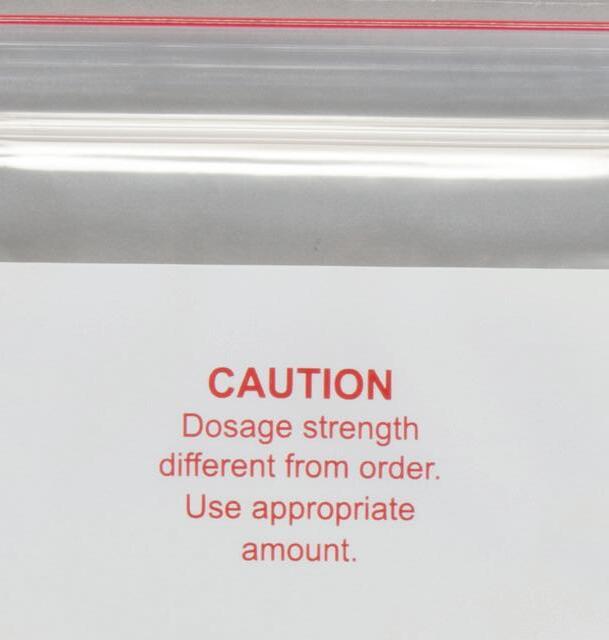 CAUTION
Dosage strength
different from order.
Use appropriate
amount.